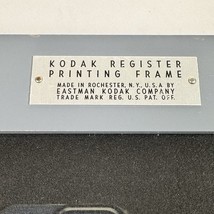 KODAK REGISTER
PRINTING FRAME
MADE IN ROCHESTER, N.Y., U.S.A. BY
EASTMAN KODAK COMPANY
TRADE MARK REG. U.S. PAT. OFF.